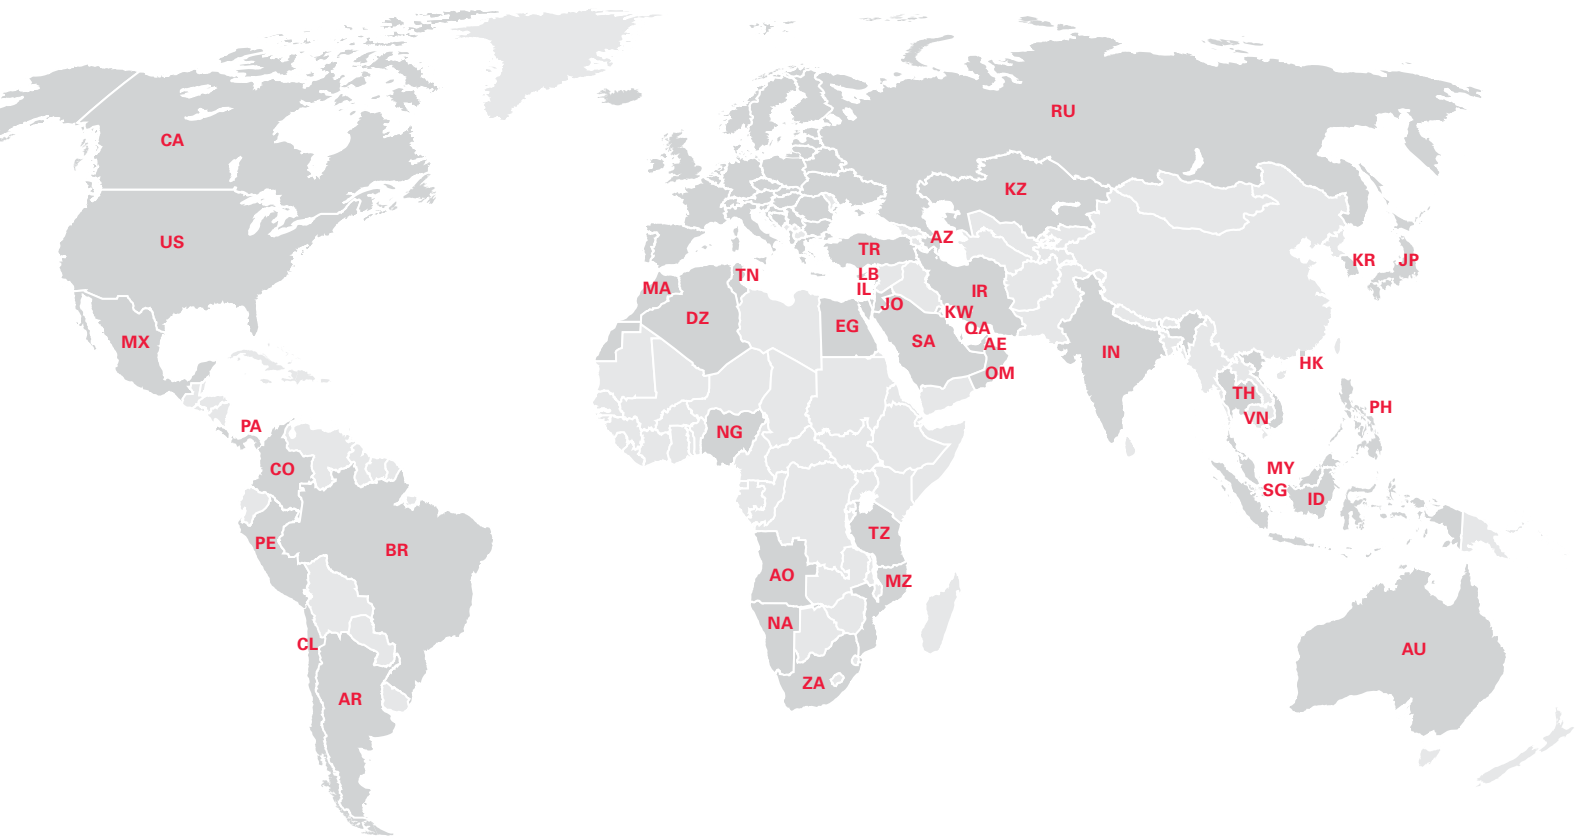 RU
CA
KZ
AZ
US
TR
KR
JP
LB
TN
MA
IL
IR
JO
KW
DZ
EG
QA
SA
AE
MX
IN
HK
OM
TH
PH
VN
PA
NG
CO
MY
SG
ID
TZ
PE
BR
AO
MZ
NA
CL
AU
ZA
AR